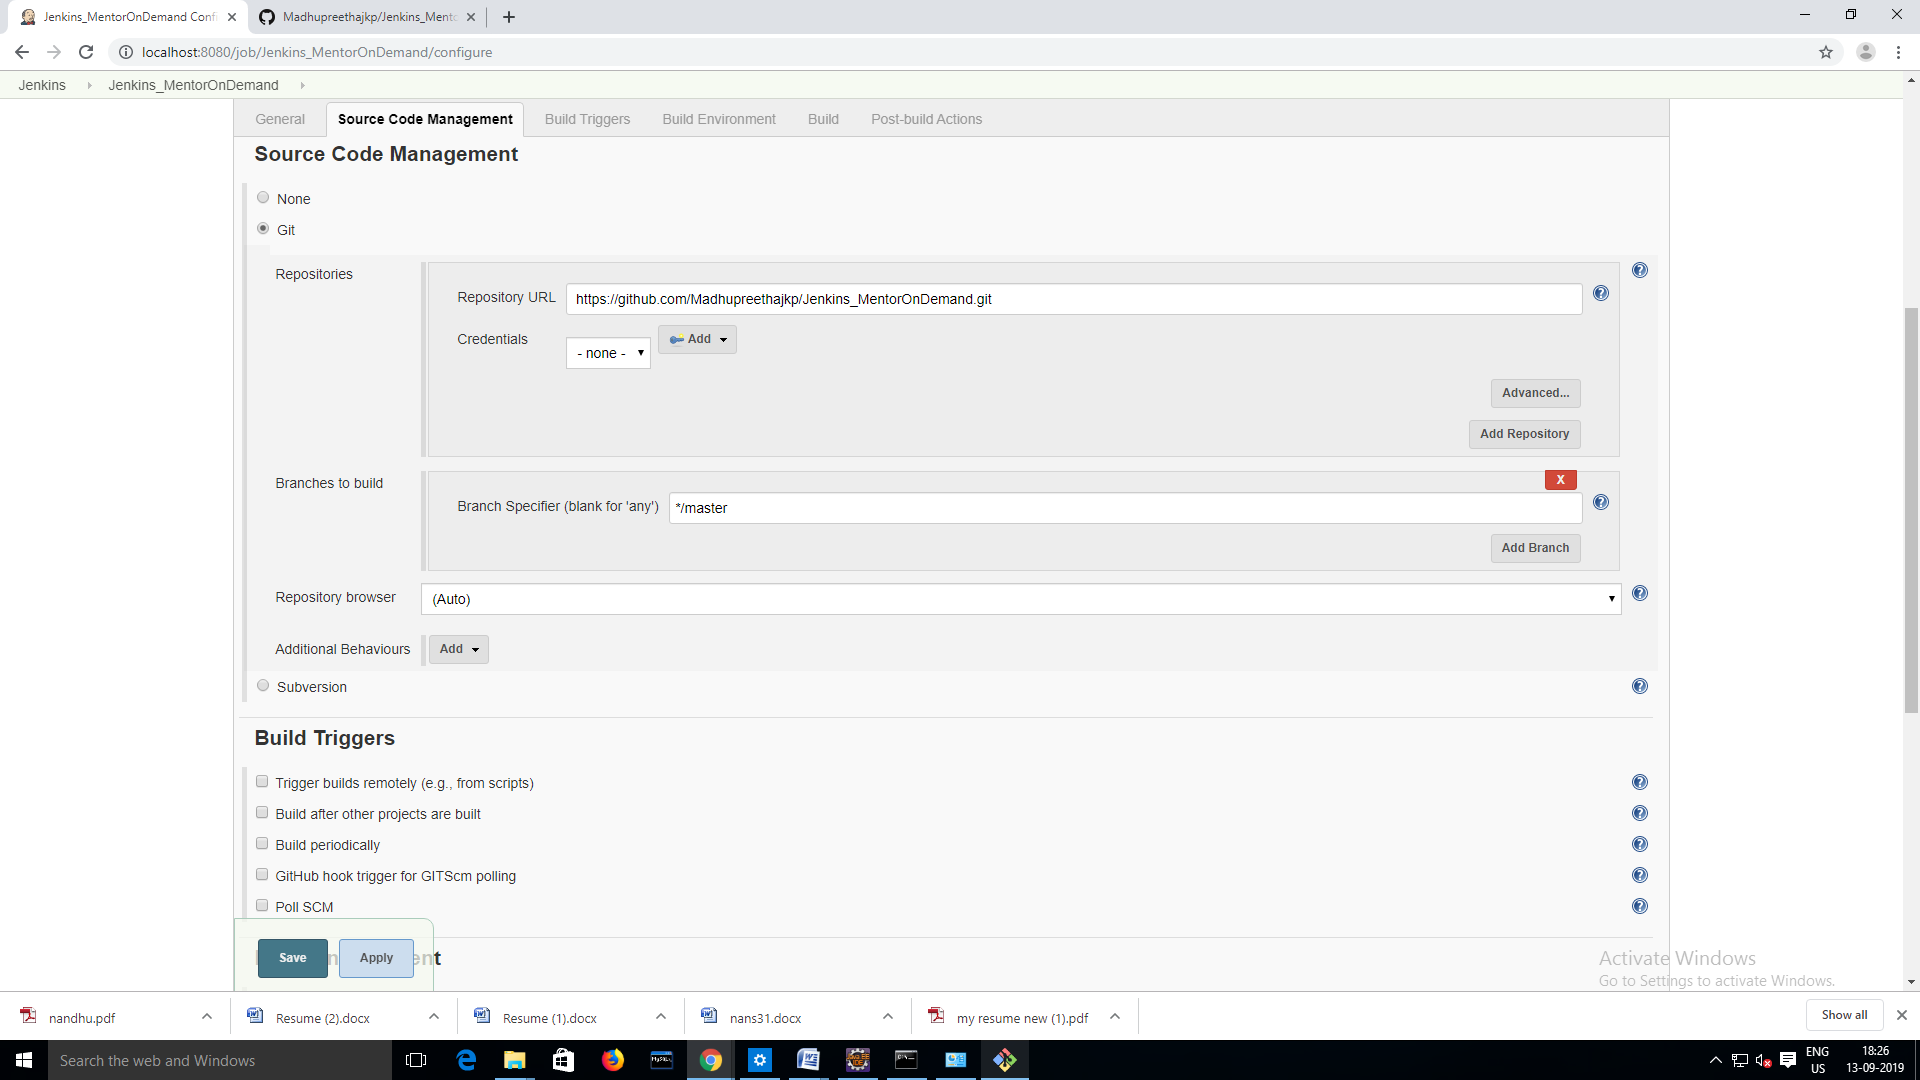 Jenkins_MentorOnDemand Confi
Madhupreethajkp/Jenkins_Mento
localhost:8080/job/Jenkins_MentorOnDemand/configure
Jenkins
Jenkins_MentorOnDemand
General
Source Code Management
Build Triggers
Build Environment
Build
Post-build Actions
Source Code Management
None
Git
Repositories
Repository URL
https://github.com/Madhupreethajkp/Jenkins_MentorOnDemand.git
Credentials
- none -
Add
Advanced...
Add Repository
Branches to build
X
Branch Specifier (blank for 'any')
*/master
Add Branch
Repository browser
(Auto)
Additional Behaviours
Add
Subversion
Build Triggers
Trigger builds remotely (e.g., from scripts)
Build after other projects are built
Build periodically
GitHub hook trigger for GITScm polling
Poll SCM
Save
Apply
Activate Windows
Go to Settings to activate Windows.
nandhu.pdf
Resume (2).docx
Resume (1).docx
nans31.docx
my resume new (1).pdf
Show all
Search the web and Windows
ENG
US
18:26
13-09-2019